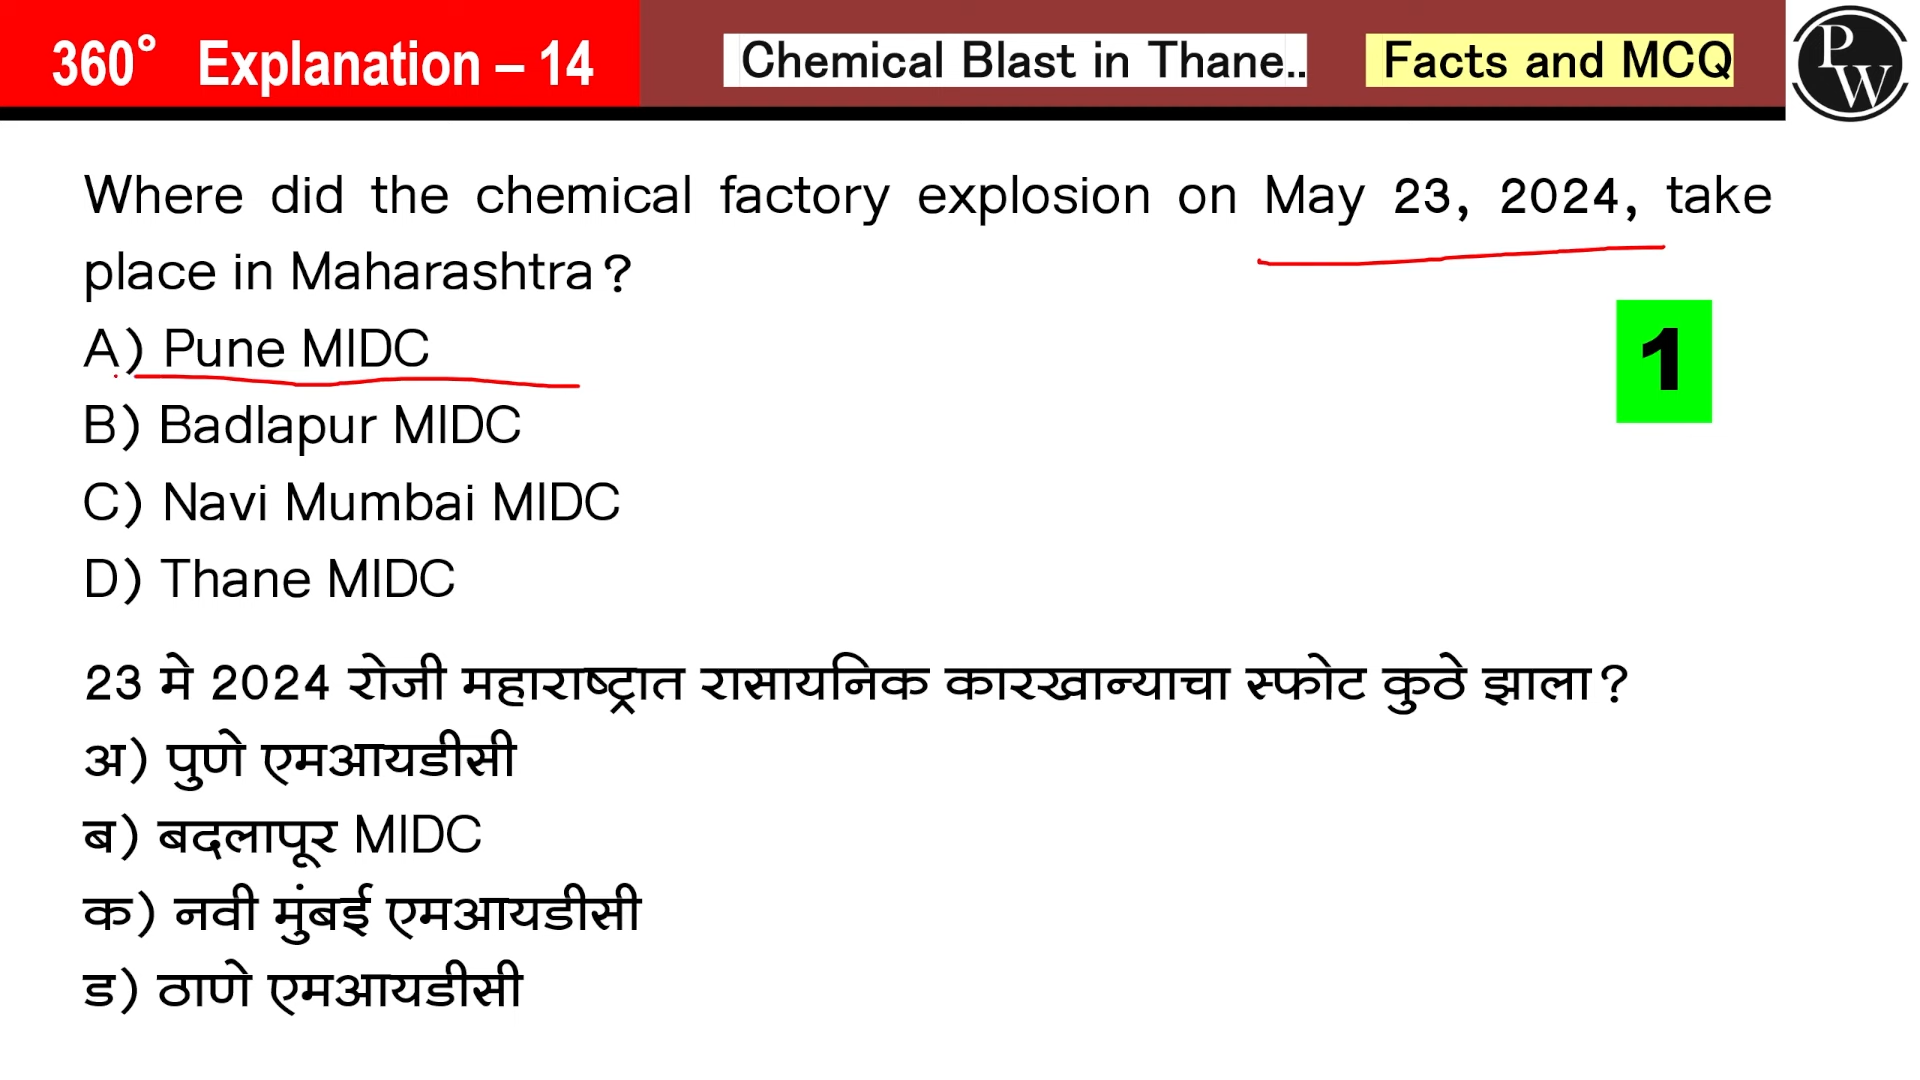 360° Explanation – 14 Chemical Blast in Thane.. Facts and MCQ
PW
Where did the chemical factory explosion on May 23, 2024, take
place in Maharashtra?
A) Pune MIDC
1
B) Badlapur MIDC
C) Navi Mumbai MIDC
D) Thane MIDC
23 मे 2024 रोजी महाराष्ट्रात रासायनिक कारखान्याचा स्फोट कुठे झाला?
अ) पुणे एमआयडीसी
ब) बदलापूर MIDC
क) नवी मुंबई एमआयडीसी
ड) ठाणे एमआयडीसी